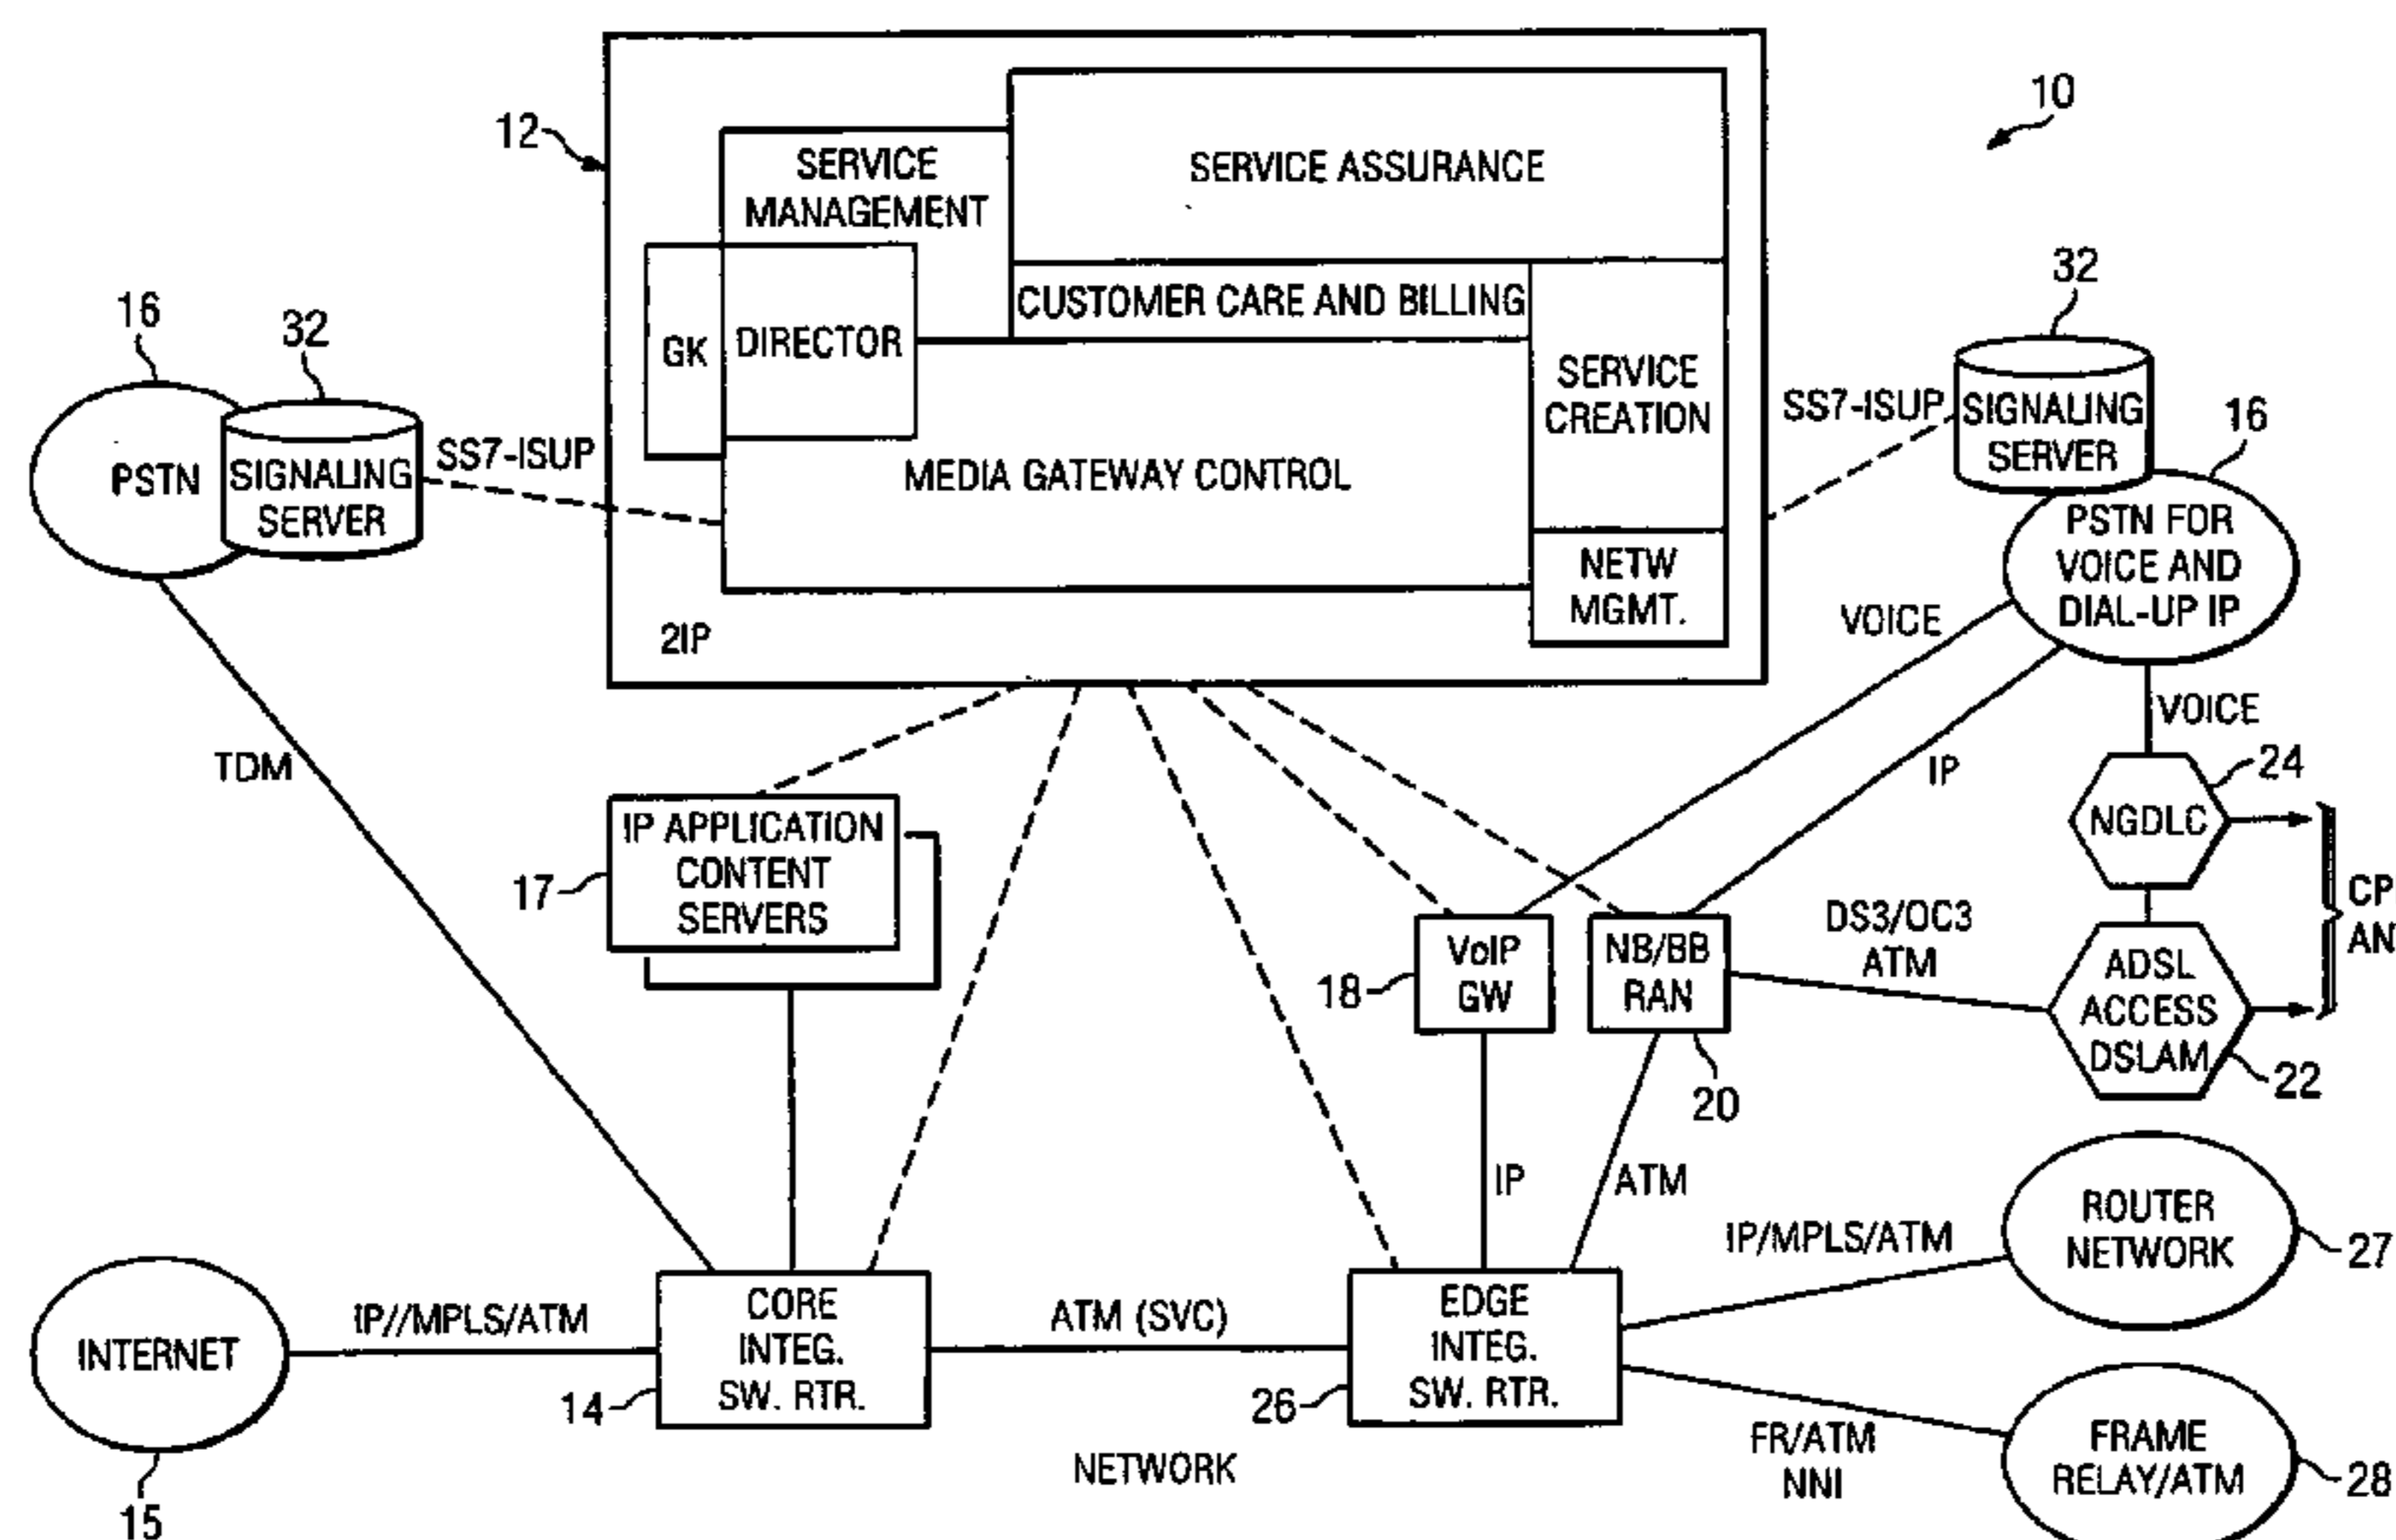 10
12
SERVICE
MANAGEMENT
SERVICE ASSURANCE
CUSTOMER CARE AND BILLING
GK
DIRECTOR
SERVICE
CREATION
MEDIA GATEWAY CONTROL
NETW
MGMT.
2IP
16
32
PSTN
SIGNALING
SERVER
SS7-ISUP
SS7-ISUP
32
SIGNALING
SERVER
16
PSTN FOR
VOICE AND
DIAL-UP IP
VOICE
IP
VOICE
24
NGDLC
TDM
IP APPLICATION
CONTENT
SERVERS
17
18
VoIP
GW
NB/BB
RAN
20
DS3/OC3
ATM
ADSL
ACCESS
DSLAM
22
IP
ATM
IP/MPLS/ATM
ROUTER
NETWORK
27
INTERNET
15
IP//MPLS/ATM
CORE
INTEG.
SW. RTR.
14
ATM (SVC)
EDGE
INTEG.
SW. RTR.
26
NETWORK
FR/ATM
NNI
FRAME
RELAY/ATM
28